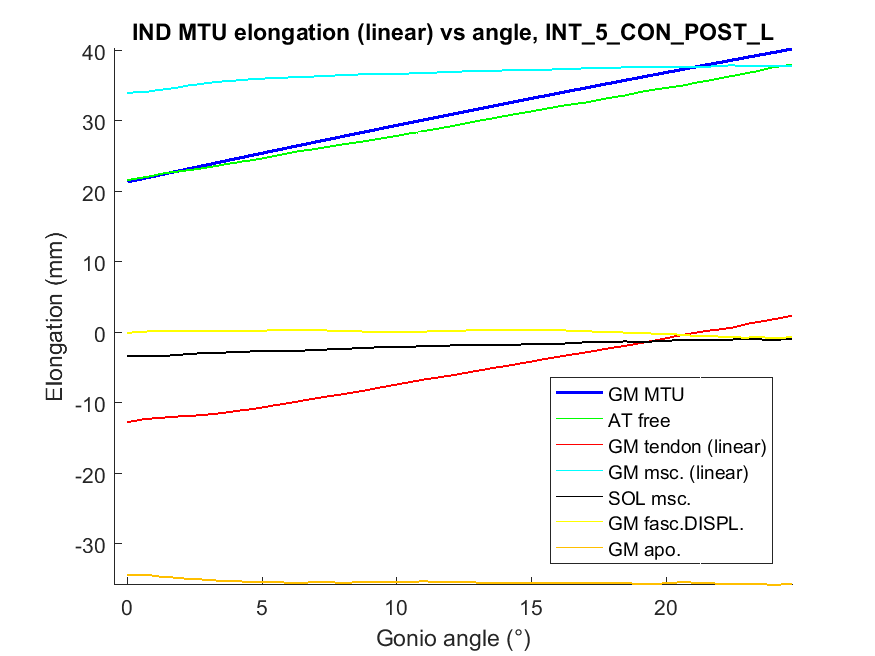 IND MTU elongation (linear) vs angle, INT_5_CON_POST_L
40
30
20
10
0
-10
-20
-30
Elongation (mm)
GM MTU
AT free
GM tendon (linear)
GM msc. (linear)
SOL msc.
GM fasc.DISPL.
GM apo.
0 5 10 15 20
Gonio angle (°)